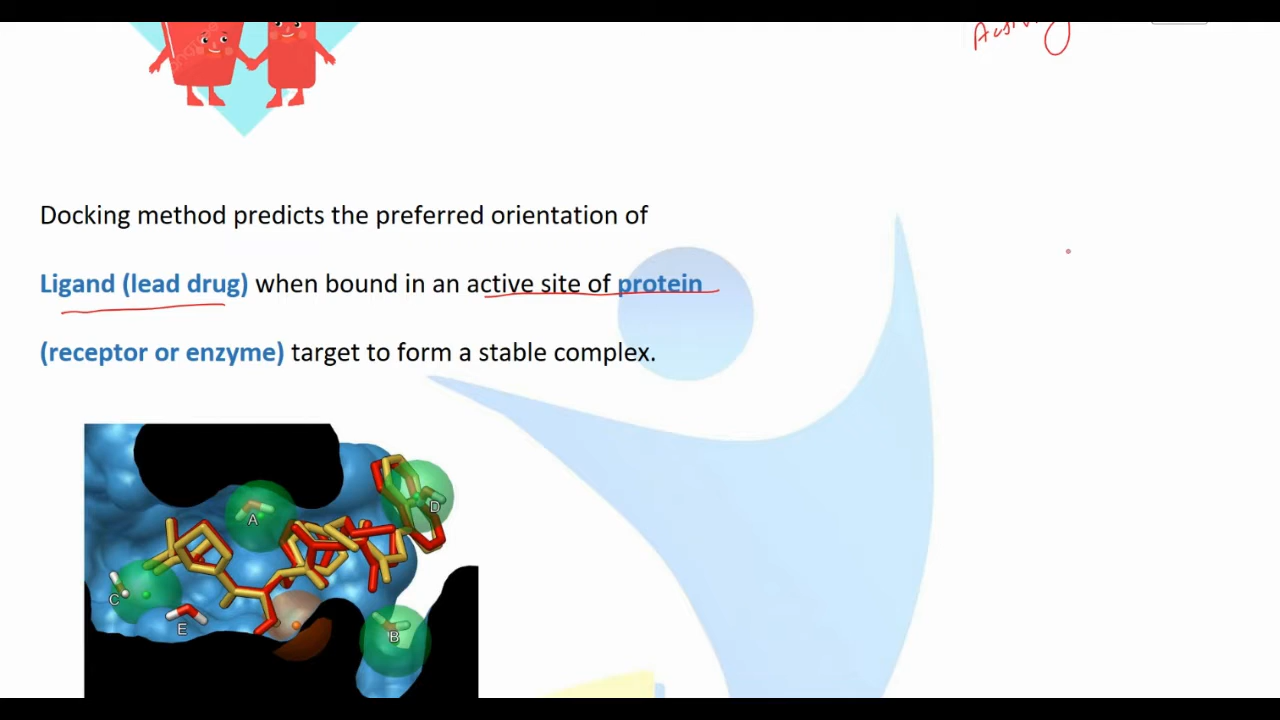 Docking method predicts the preferred orientation of
Ligand (lead drug) when bound in an active site of protein
(receptor or enzyme) target to form a stable complex.
A
D
C
E
B